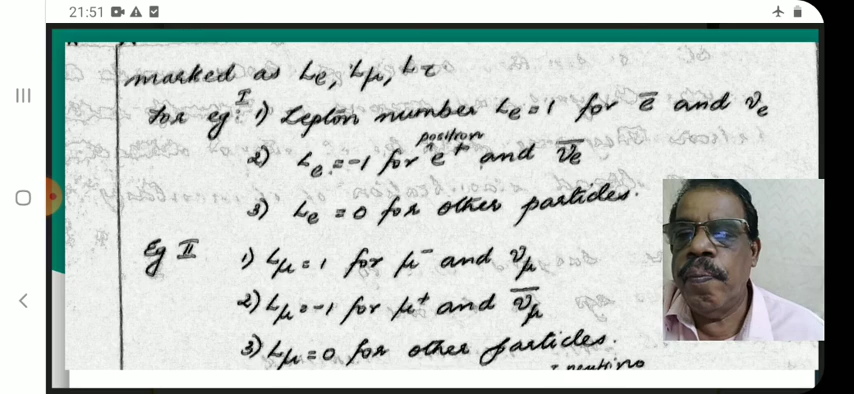 21:51
marked as Le, Lμ, Lτ
For eg: I 1) Lepton number Le = 1 for e̅ and νe
positron
2) Le = -1 for e⁺ and ν̅e
3) Le = 0 for other particles.
Eg II 1) Lμ = 1 for μ⁻ and νμ
2) Lμ = -1 for μ⁺ and ν̅μ
3) Lμ = 0 for other particles.
neutrino